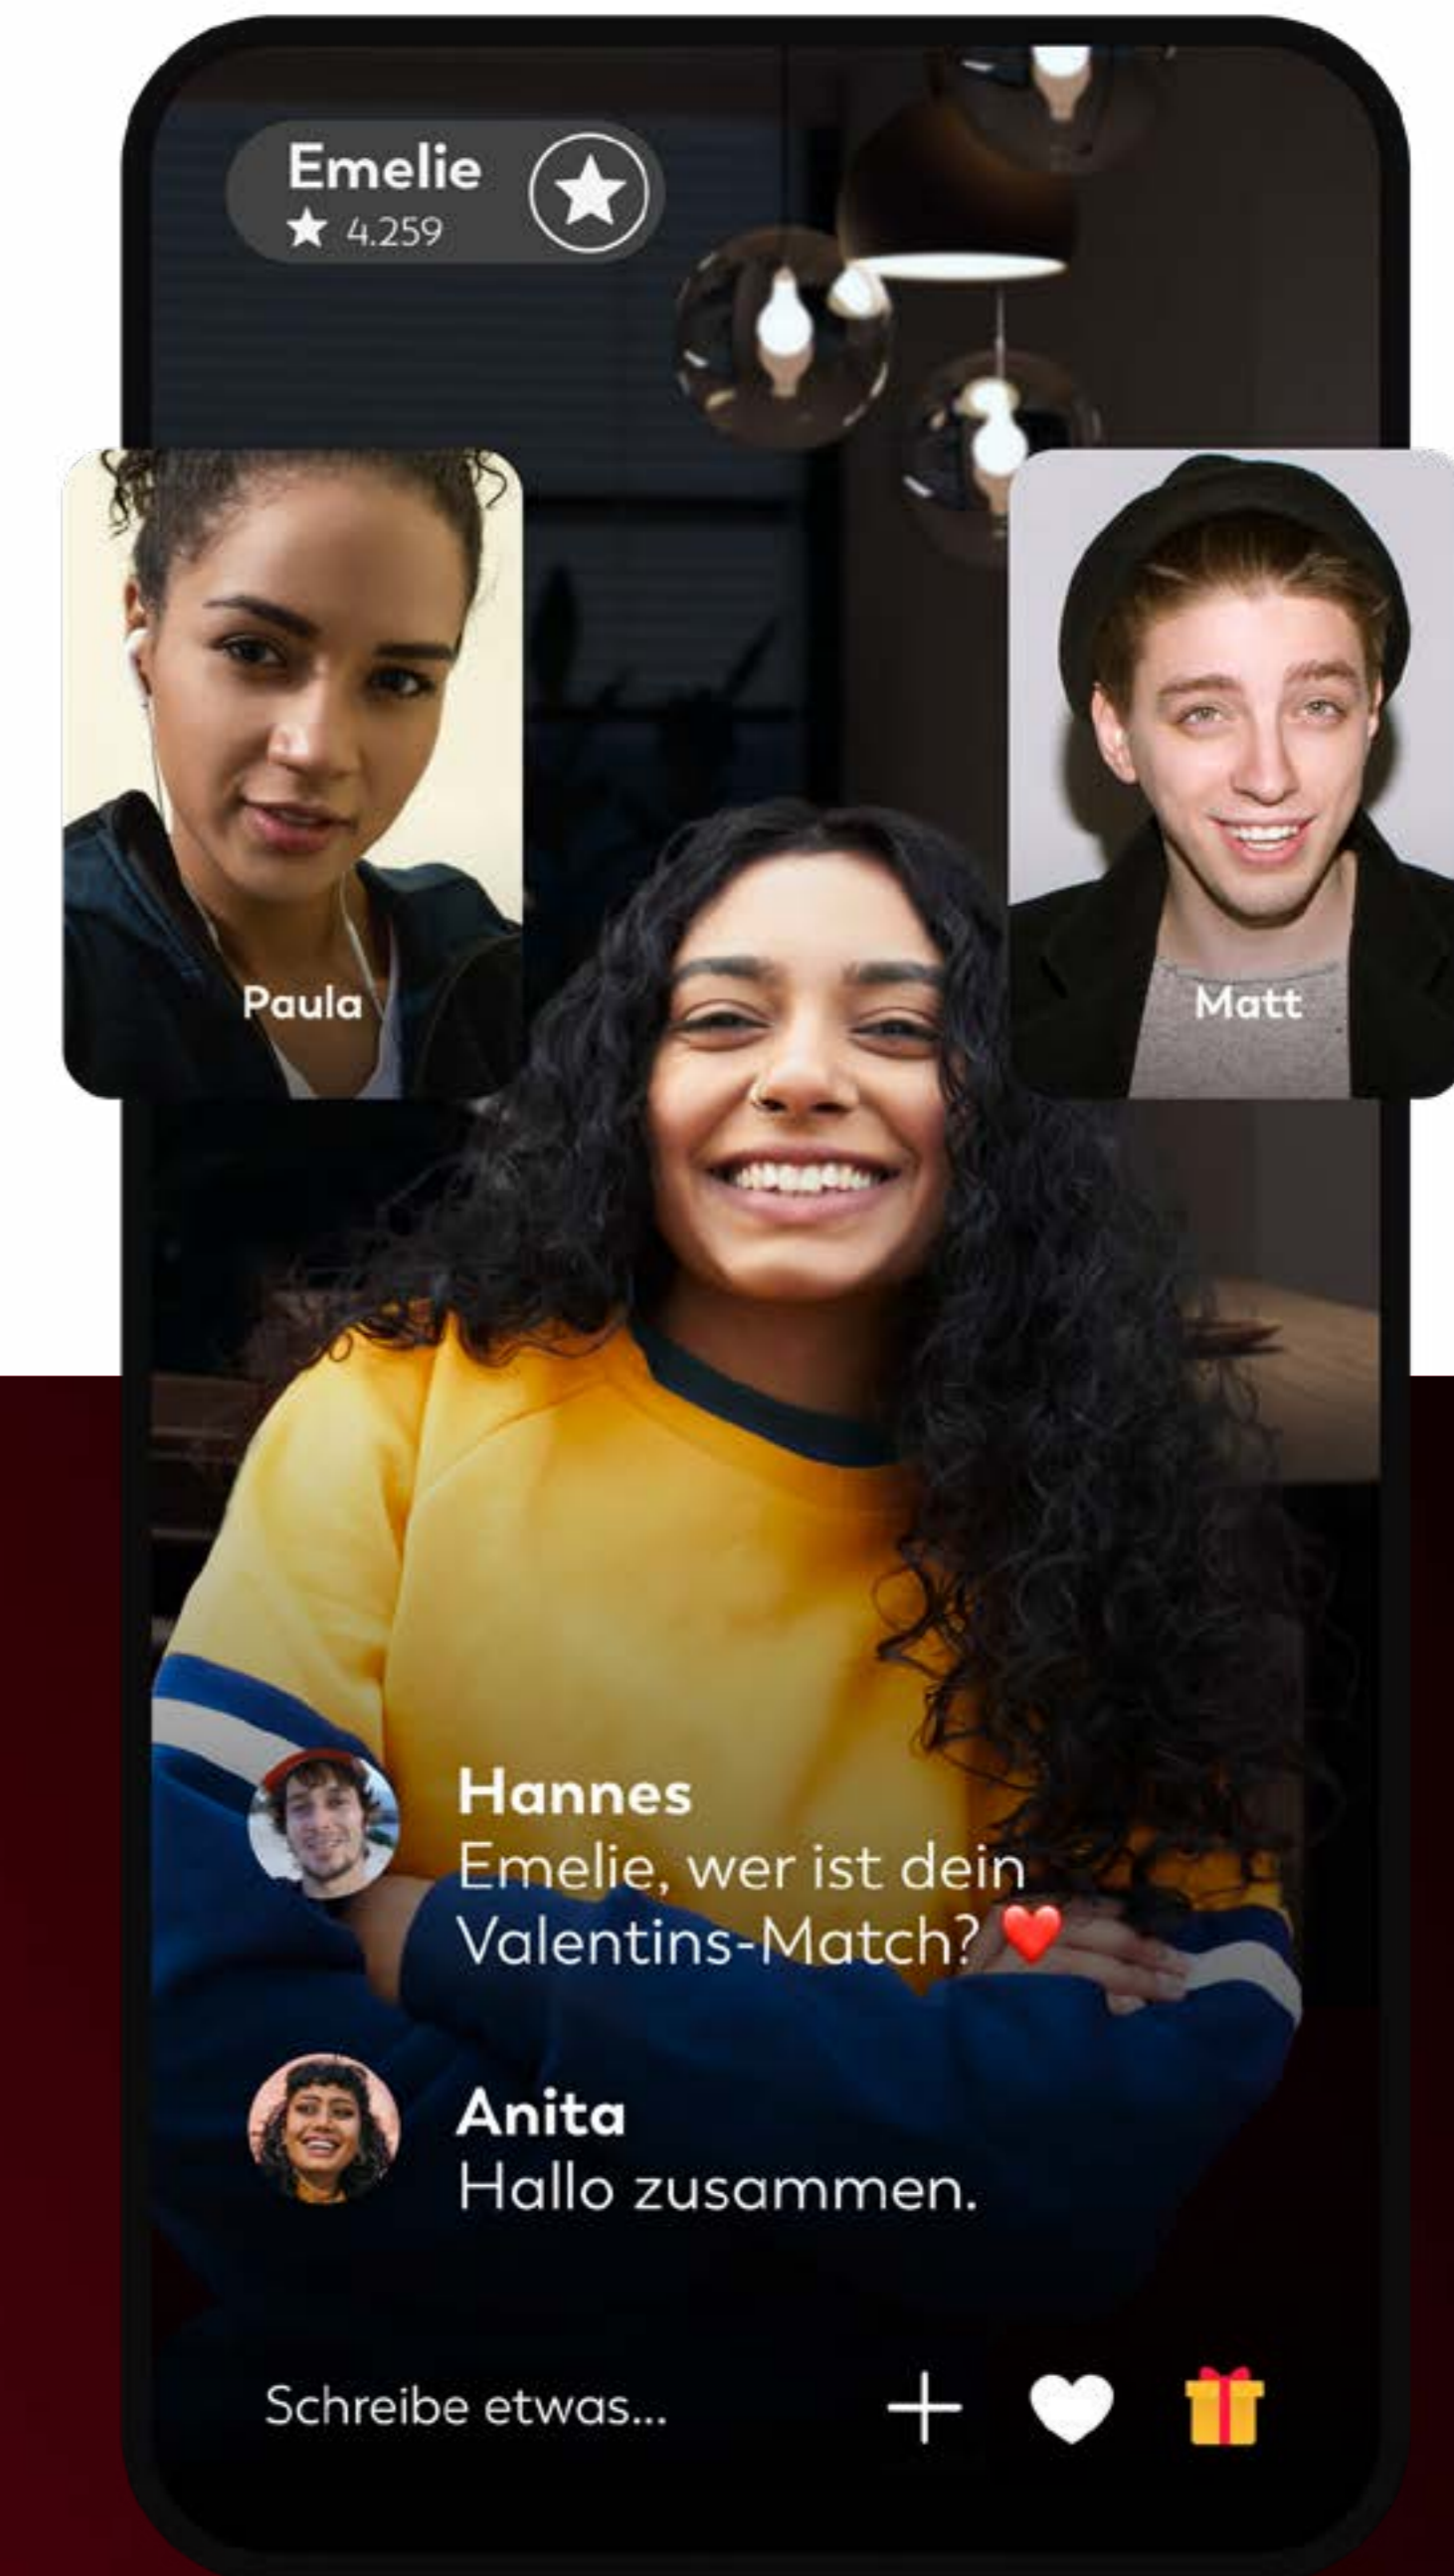 Emelie
4.259
Paula
Matt
Hannes
Emelie, wer ist dein
Valentins-Match? ❤️
Anita
Hallo zusammen.
Schreibe etwas...